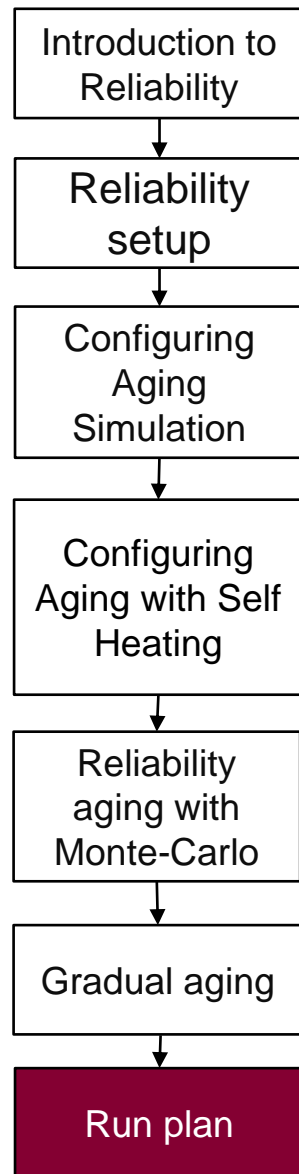 Introduction to
Reliability
Reliability
setup
Configuring
Aging
Simulation
Configuring
Aging with Self
Heating
Reliability
aging with
Monte-Carlo
Gradual aging
Run plan